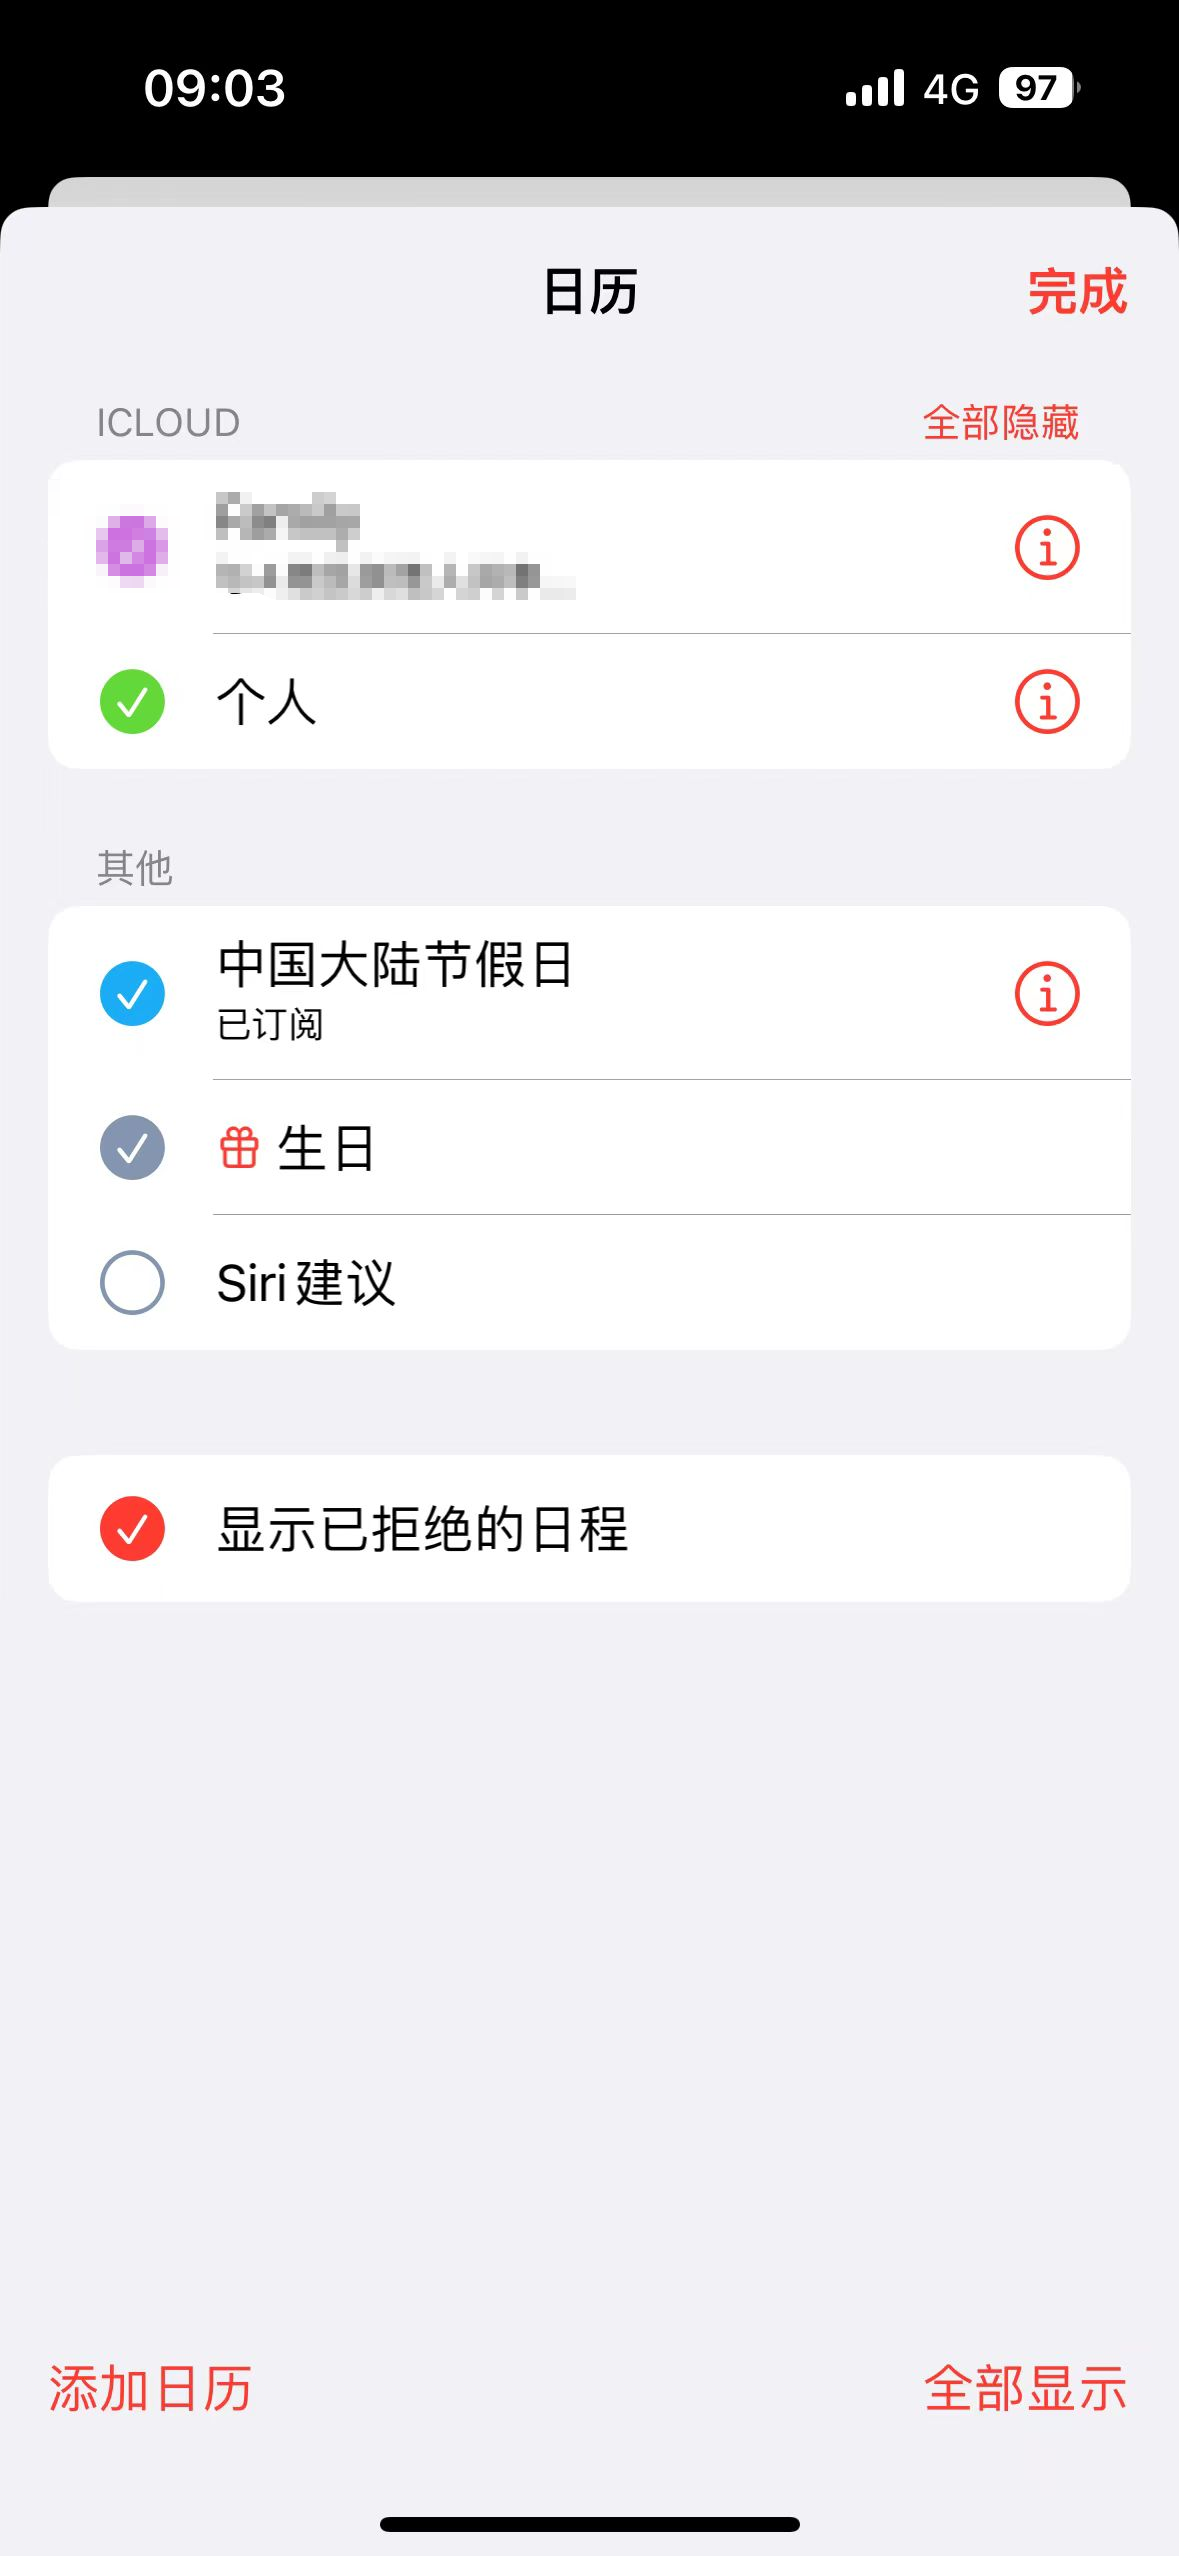 09:03
4G
97
日历
完成
ICLOUD
全部隐藏
个人
其他
中国大陆节假日
已订阅
生日
Siri 建议
显示已拒绝的日程
添加日历
全部显示